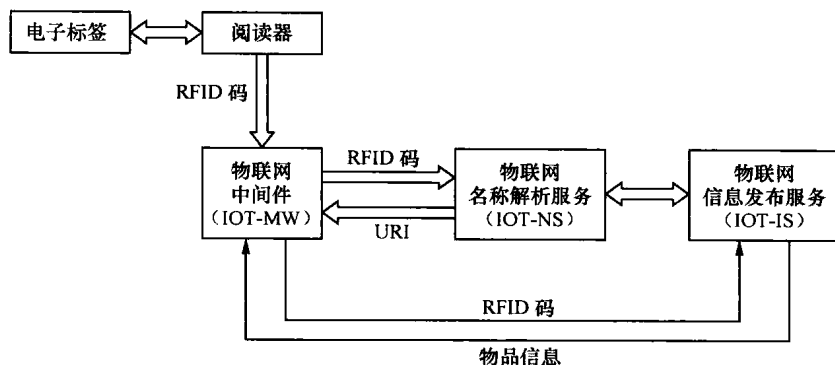 电子标签
阅读器
RFID 码
物联网
中间件
(IOT-MW)
RFID 码
URI
物联网
名称解析服务
(IOT-NS)
物联网
信息发布服务
(IOT-IS)
RFID 码
物品信息